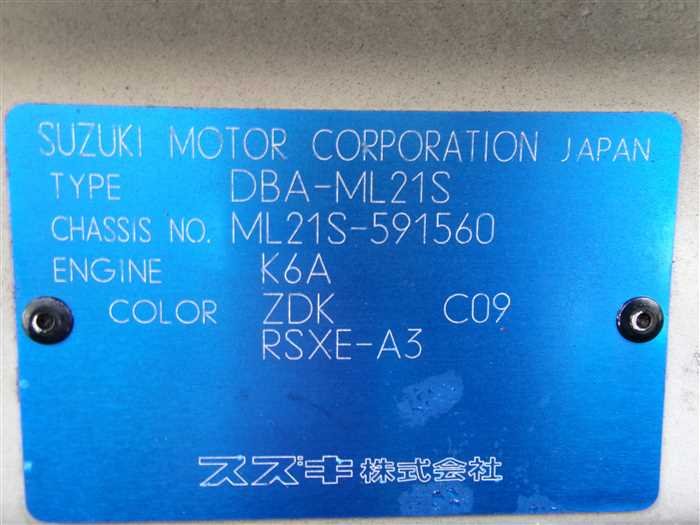 SUZUKI MOTOR CORPORATION JAPAN
TYPE DBA-ML21S
CHASSIS NO. ML21S-591560
ENGINE K6A
COLOR ZDK C09
RSXE-A3
スズキ株式会社